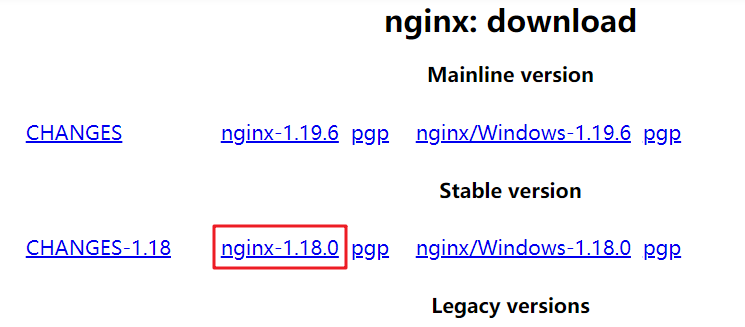 nginx: download
Mainline version
CHANGES nginx-1.19.6 pgp nginx/Windows-1.19.6 pgp
Stable version
CHANGES-1.18 nginx-1.18.0 pgp nginx/Windows-1.18.0 pgp
Legacy versions